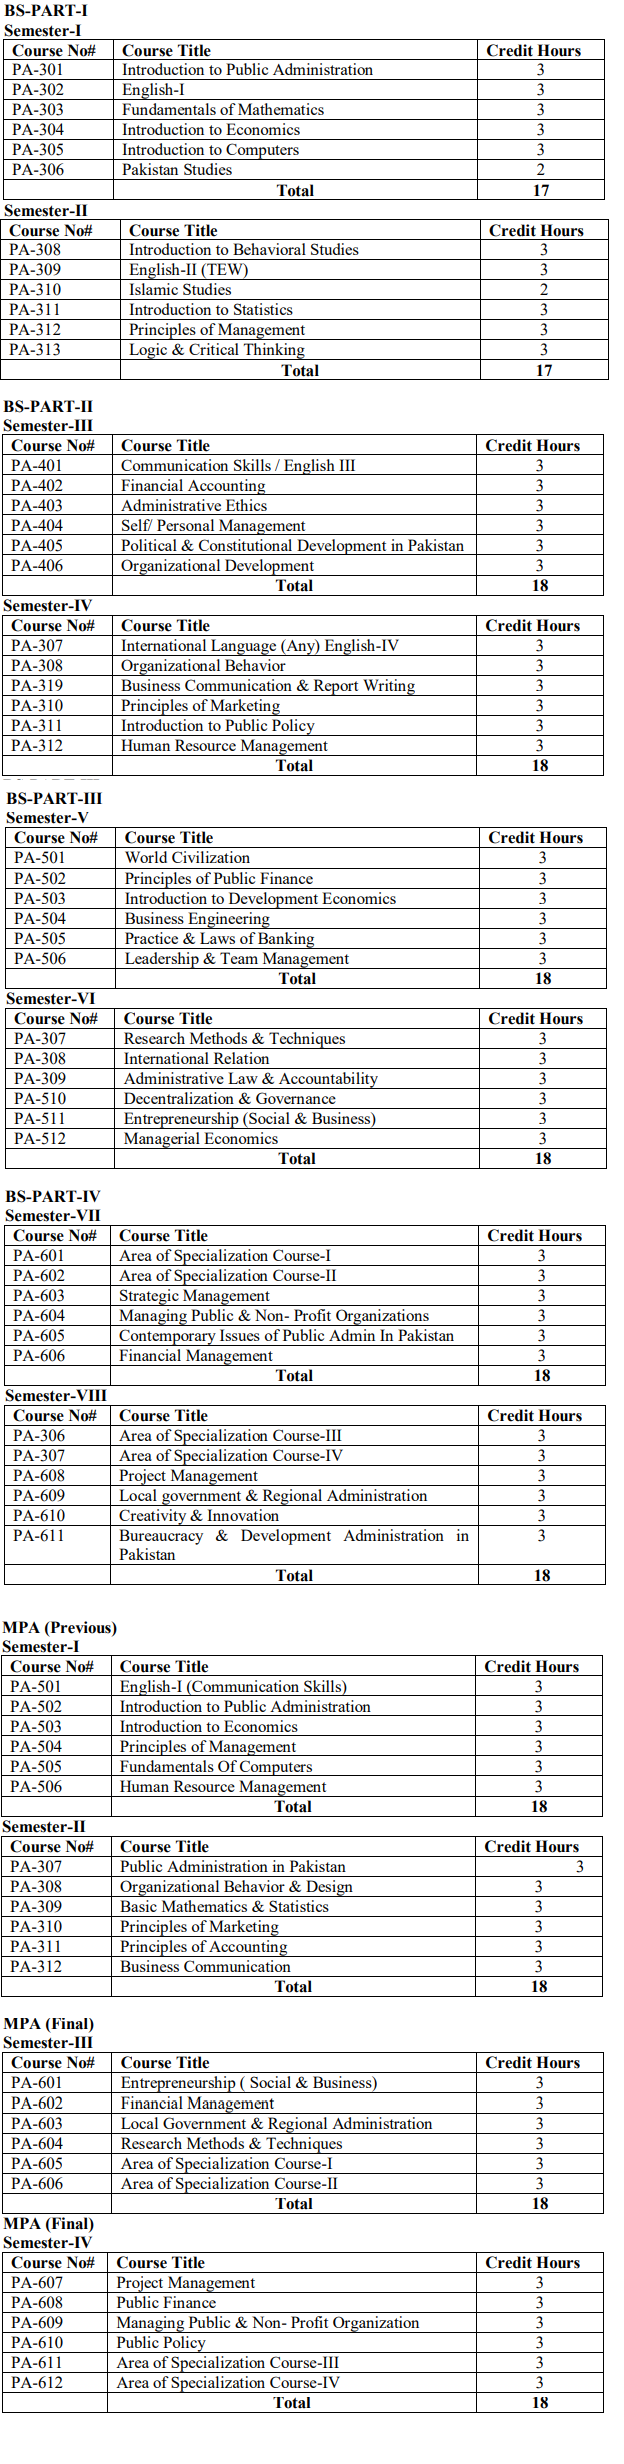 BS-PART-I
Semester-I
Course No# Course Title Credit Hours
PA-301 Introduction to Public Administration 3
PA-302 English-I 3
PA-303 Fundamentals of Mathematics 3
PA-304 Introduction to Economics 3
PA-305 Introduction to Computers 3
PA-306 Pakistan Studies 2
Total 17
Semester-II
Course No# Course Title Credit Hours
PA-308 Introduction to Behavioral Studies 3
PA-309 English-II (TEW) 3
PA-310 Islamic Studies 2
PA-311 Introduction to Statistics 3
PA-312 Principles of Management 3
PA-313 Logic & Critical Thinking 3
Total 17
BS-PART-II
Semester-III
Course No# Course Title Credit Hours
PA-401 Communication Skills / English III 3
PA-402 Financial Accounting 3
PA-403 Administrative Ethics 3
PA-404 Self/ Personal Management 3
PA-405 Political & Constitutional Development in Pakistan 3
PA-406 Organizational Development 3
Total 18
Semester-IV
Course No# Course Title Credit Hours
PA-307 International Language (Any) English-IV 3
PA-308 Organizational Behavior 3
PA-319 Business Communication & Report Writing 3
PA-310 Principles of Marketing 3
PA-311 Introduction to Public Policy 3
PA-312 Human Resource Management 3
Total 18
BS-PART-III
Semester-V
Course No# Course Title Credit Hours
PA-501 World Civilization 3
PA-502 Principles of Public Finance 3
PA-503 Introduction to Development Economics 3
PA-504 Business Engineering 3
PA-505 Practice & Laws of Banking 3
PA-506 Leadership & Team Management 3
Total 18
Semester-VI
Course No# Course Title Credit Hours
PA-307 Research Methods & Techniques 3
PA-308 International Relation 3
PA-309 Administrative Law & Accountability 3
PA-510 Decentralization & Governance 3
PA-511 Entrepreneurship (Social & Business) 3
PA-512 Managerial Economics 3
Total 18
BS-PART-IV
Semester-VII
Course No# Course Title Credit Hours
PA-601 Area of Specialization Course-I 3
PA-602 Area of Specialization Course-II 3
PA-603 Strategic Management 3
PA-604 Managing Public & Non- Profit Organizations 3
PA-605 Contemporary Issues of Public Admin In Pakistan 3
PA-606 Financial Management 3
Total 18
Semester-VIII
Course No# Course Title Credit Hours
PA-306 Area of Specialization Course-III 3
PA-307 Area of Specialization Course-IV 3
PA-608 Project Management 3
PA-609 Local government & Regional Administration 3
PA-610 Creativity & Innovation 3
PA-611 Bureaucracy & Development Administration in 3
Pakistan
Total 18
MPA (Previous)
Semester-I
Course No# Course Title Credit Hours
PA-501 English-I (Communication Skills) 3
PA-502 Introduction to Public Administration 3
PA-503 Introduction to Economics 3
PA-504 Principles of Management 3
PA-505 Fundamentals Of Computers 3
PA-506 Human Resource Management 3
Total 18
Semester-II
Course No# Course Title Credit Hours
PA-307 Public Administration in Pakistan 3
PA-308 Organizational Behavior & Design 3
PA-309 Basic Mathematics & Statistics 3
PA-310 Principles of Marketing 3
PA-311 Principles of Accounting 3
PA-312 Business Communication 3
Total 18
MPA (Final)
Semester-III
Course No# Course Title Credit Hours
PA-601 Entrepreneurship ( Social & Business) 3
PA-602 Financial Management 3
PA-603 Local Government & Regional Administration 3
PA-604 Research Methods & Techniques 3
PA-605 Area of Specialization Course-I 3
PA-606 Area of Specialization Course-II 3
Total 18
MPA (Final)
Semester-IV
Course No# Course Title Credit Hours
PA-607 Project Management 3
PA-608 Public Finance 3
PA-609 Managing Public & Non- Profit Organization 3
PA-610 Public Policy 3
PA-611 Area of Specialization Course-III 3
PA-612 Area of Specialization Course-IV 3
Total 18